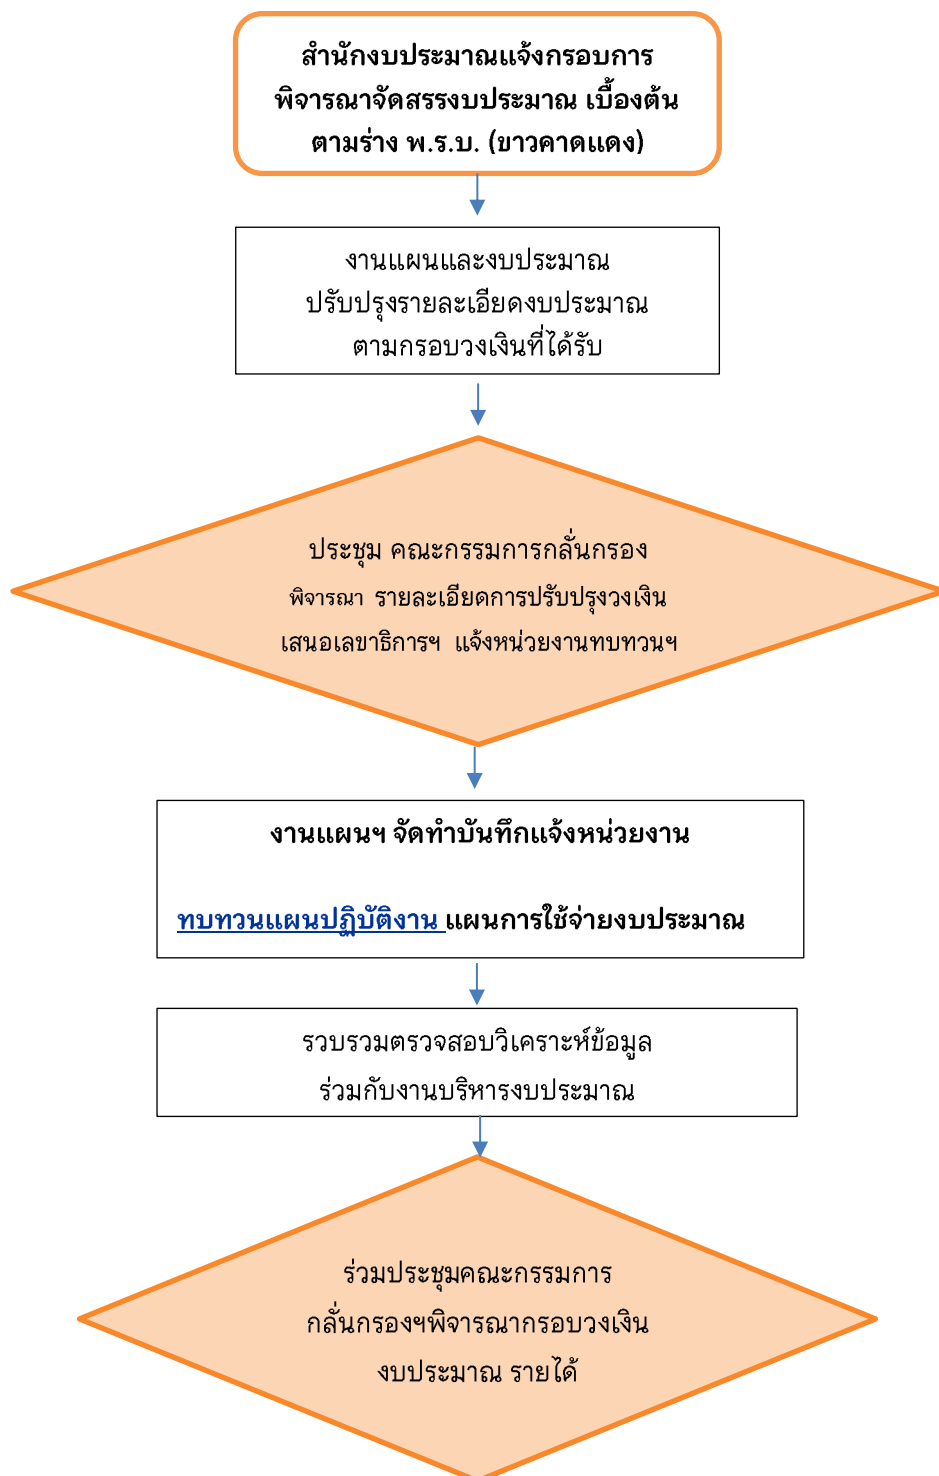 สำนักงบประมาณแจ้งกรอบการ
พิจารณาจัดสรรงบประมาณ เบื้องต้น
ตามร่าง พ.ร.บ. (ขาวคาดแดง)
งานแผนและงบประมาณ
ปรับปรุงรายละเอียดงบประมาณ
ตามกรอบวงเงินที่ได้รับ
ประชุม คณะกรรมการกลั่นกรอง
พิจารณา รายละเอียดการปรับปรุงวงเงิน
เสนอเลขาธิการฯ แจ้งหน่วยงานทบทวนฯ
งานแผนฯ จัดทำบันทึกแจ้งหน่วยงาน
ทบทวนแผนปฏิบัติงาน แผนการใช้จ่ายงบประมาณ
รวบรวมตรวจสอบวิเคราะห์ข้อมูล
ร่วมกับงานบริหารงบประมาณ
ร่วมประชุมคณะกรรมการ
กลั่นกรองฯพิจารณากรอบวงเงิน
งบประมาณ รายได้